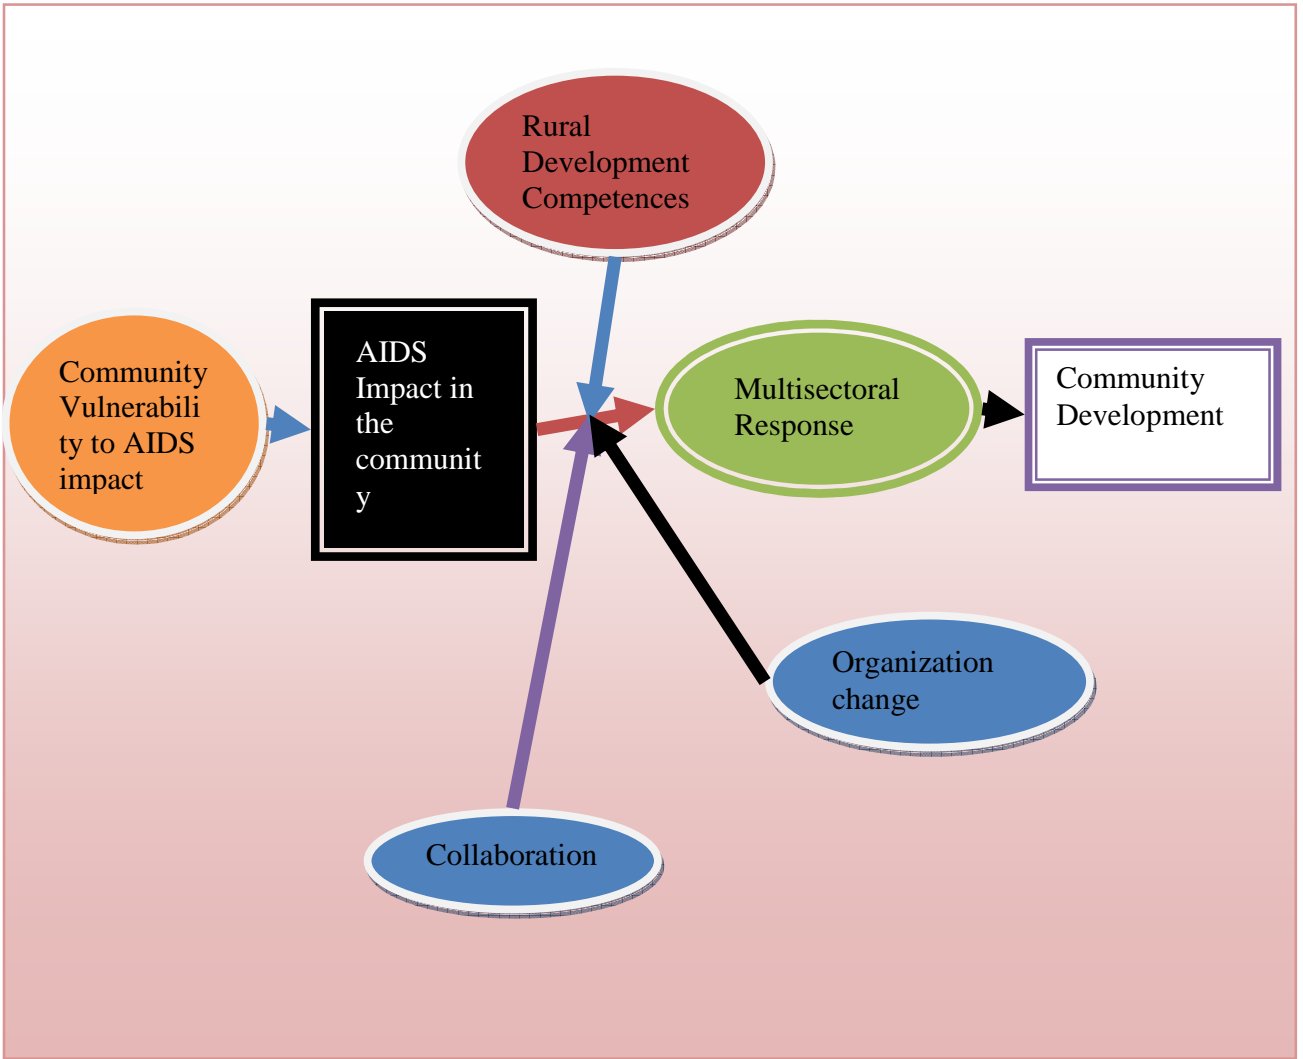 Rural
Development
Competences
Community
Vulnerabili
ty to AIDS
impact
AIDS
Impact in
the
communit
y
Multisectoral
Response
Community
Development
Organization
change
Collaboration